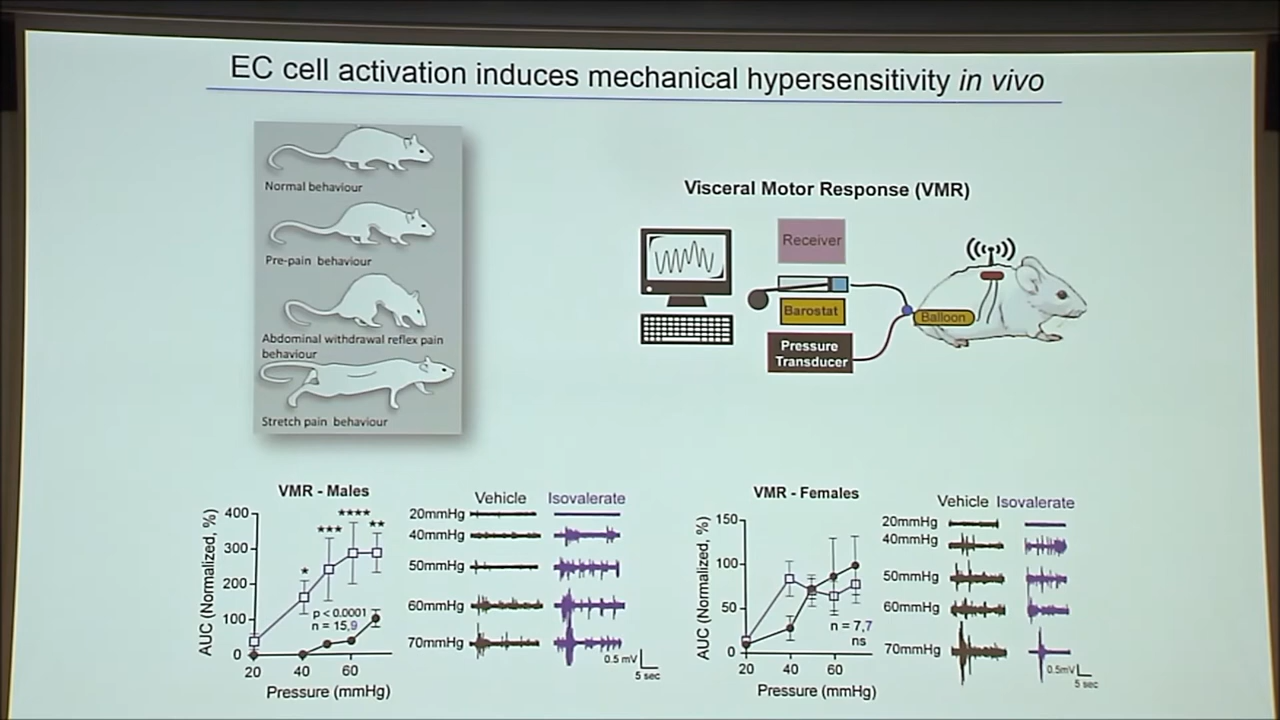 EC cell activation induces mechanical hypersensitivity in vivo
Normal behaviour
Pre-pain behaviour
Abdominal withdrawal reflex pain
behaviour
Stretch pain behaviour
Visceral Motor Response (VMR)
Receiver
Barostat
Pressure
Transducer
Balloon
VMR - Males
AUC (Normalized, %)
400
300
200
100
0
*
***
****
**
p < 0.0001
n = 15,9
20 40 60
Pressure (mmHg)
Vehicle Isovalerate
20mmHg
40mmHg
50mmHg
60mmHg
70mmHg
0.5 mV
5 sec
VMR - Females
AUC (Normalized, %)
150
100
50
0
n = 7,7
ns
20 40 60
Pressure (mmHg)
Vehicle Isovalerate
20mmHg
40mmHg
50mmHg
60mmHg
70mmHg
0.5mV
5 sec